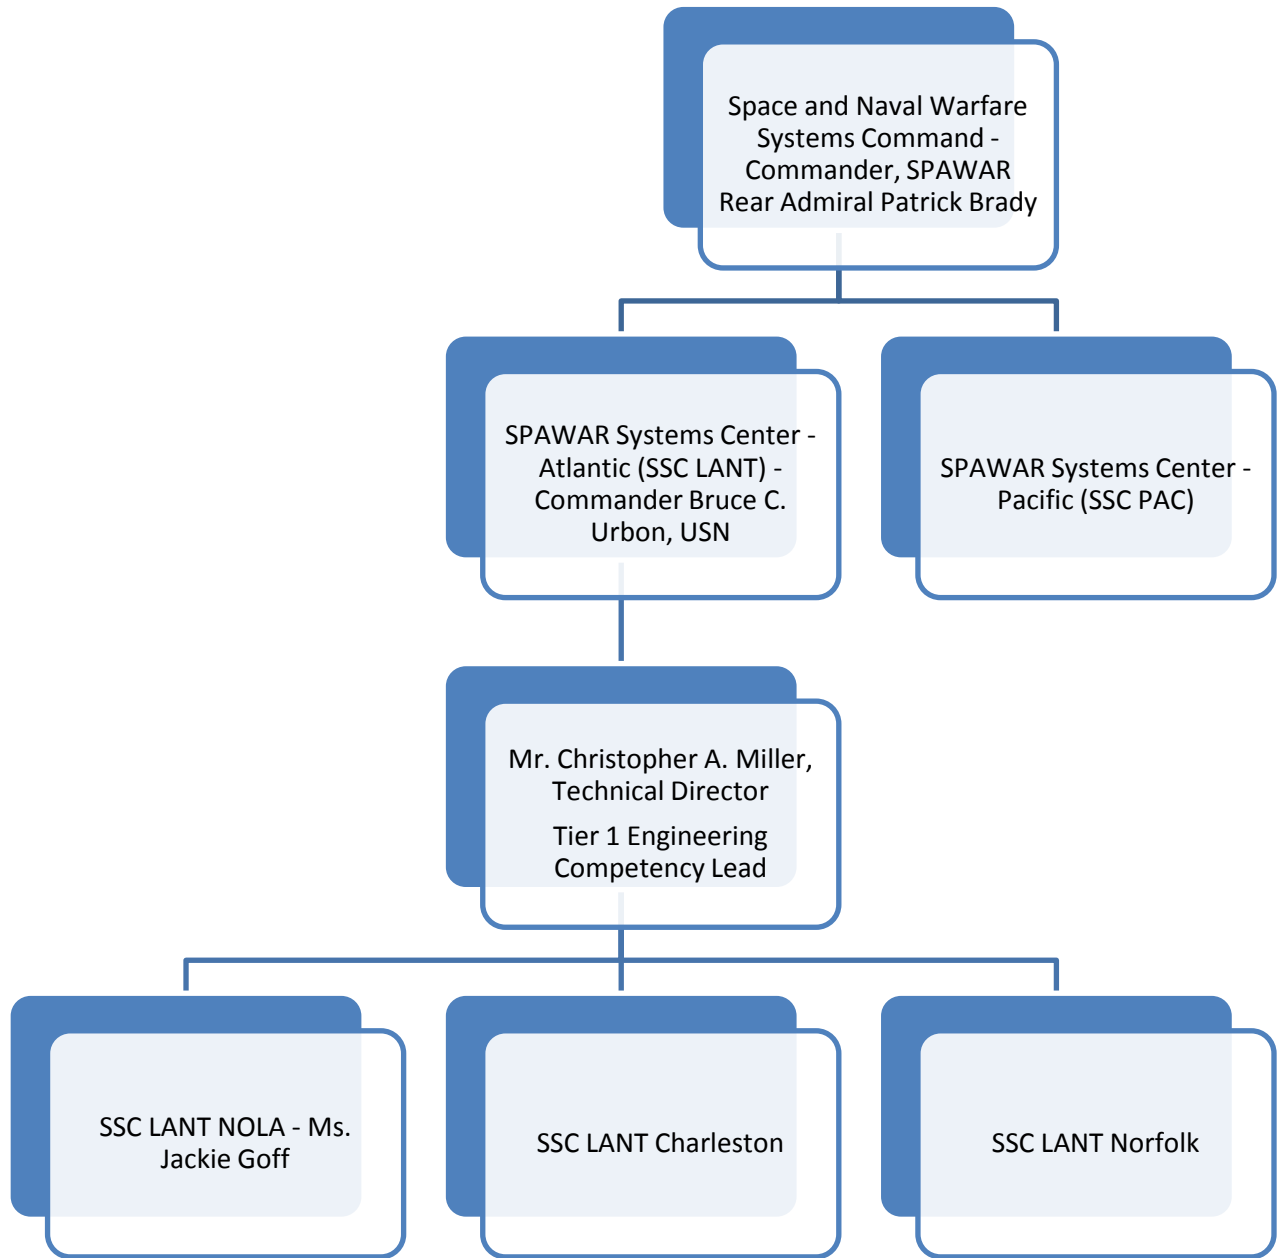 Space and Naval Warfare
Systems Command -
Commander, SPAWAR
Rear Admiral Patrick Brady
SPAWAR Systems Center -
Atlantic (SSC LANT) -
Commander Bruce C.
Urbon, USN
SPAWAR Systems Center -
Pacific (SSC PAC)
Mr. Christopher A. Miller,
Technical Director
Tier 1 Engineering
Competency Lead
SSC LANT NOLA - Ms.
Jackie Goff
SSC LANT Charleston
SSC LANT Norfolk